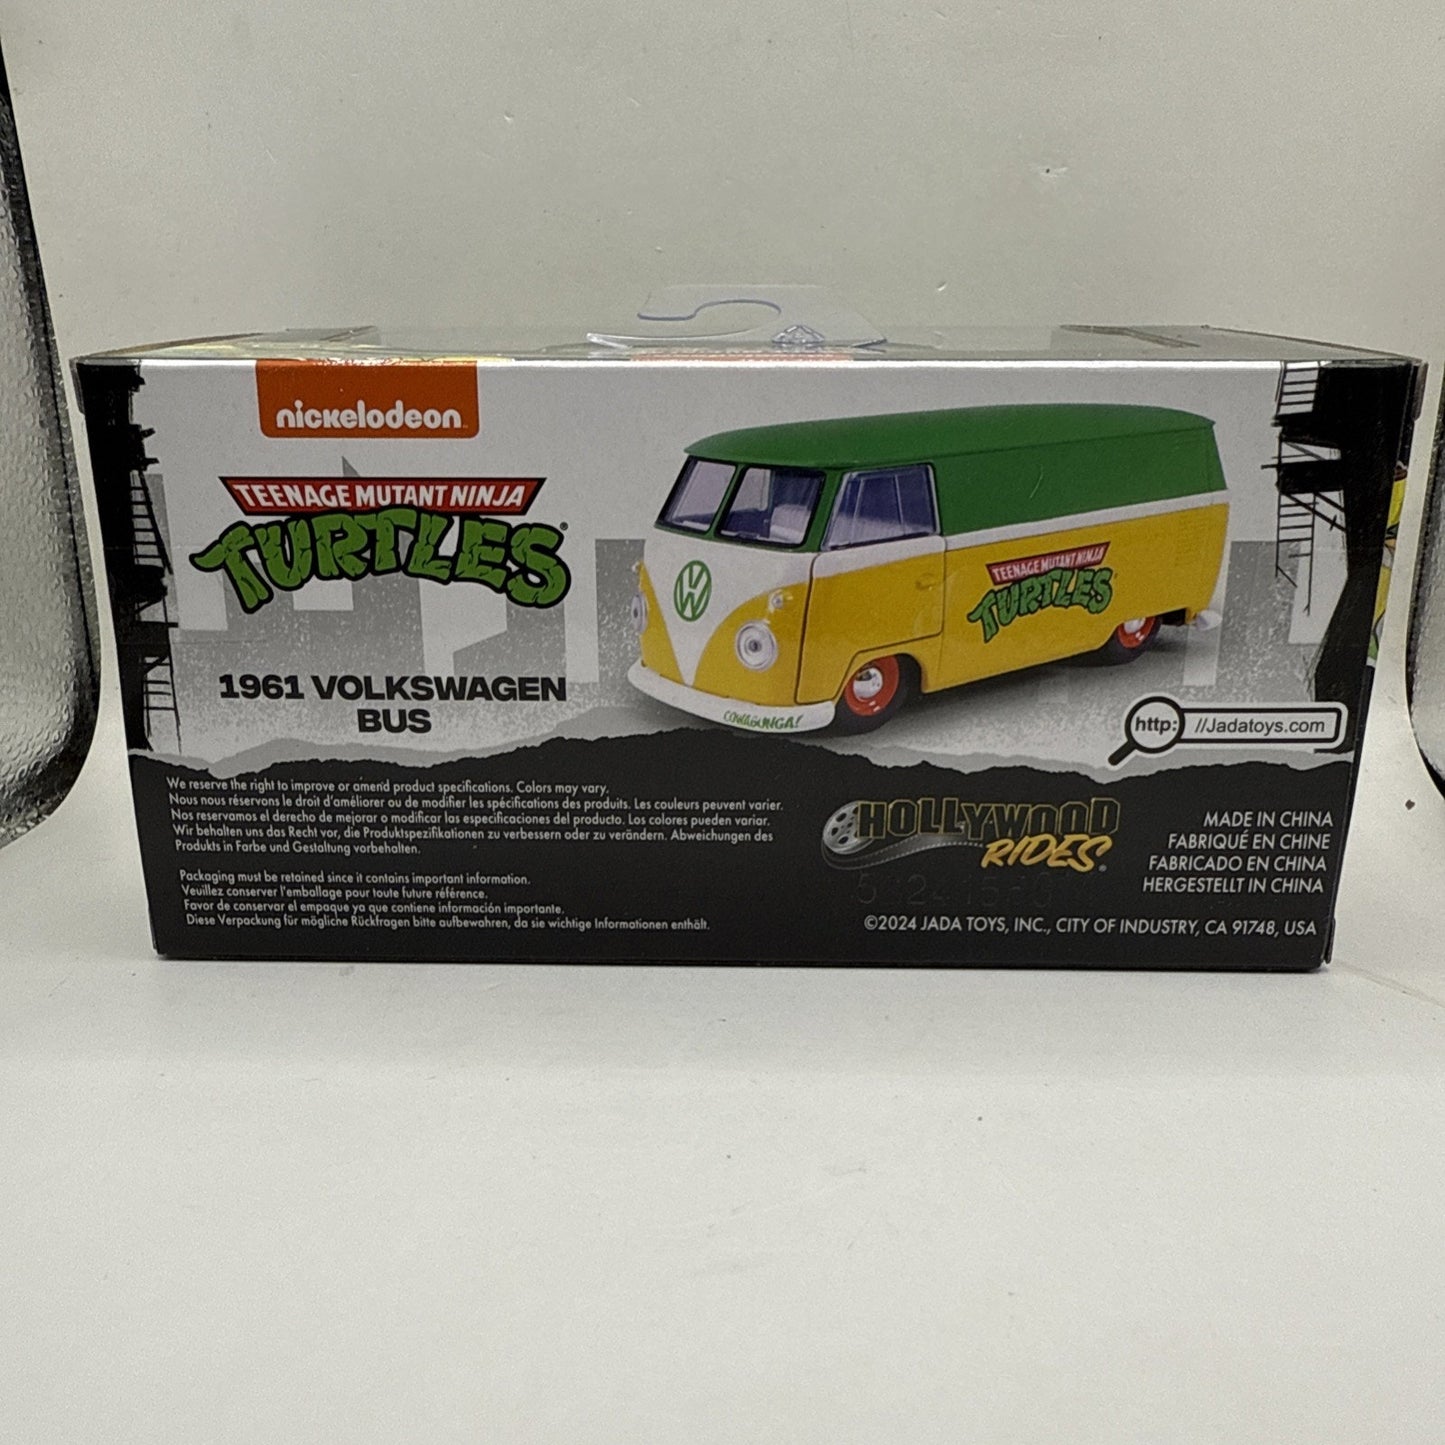 nickelodeon
TEENAGE MUTANT NINJA
TURTLES®
1961 VOLKSWAGEN
BUS
VW
TEENAGE MUTANT NINJA
TURTLES
COWABUNGA!
http: //Jadatoys.com
We reserve the right to improve or amend product specifications. Colors may vary.
Nous nous réservons le droit d'améliorer ou de modifier les spécifications des produits. Les couleurs peuvent varier.
Nos reservamos el derecho de mejorar o modificar las especificaciones del producto. Los colores pueden variar.
Wir behalten uns das Recht vor, die Produktspezifikationen zu verbessern oder zu verändern. Abweichungen des
Produkts in Farbe und Gestaltung vorbehalten.
Packaging must be retained since it contains important information.
Veuillez conserver l'emballage pour toute future référence.
Favor de conservar el empaque ya que contiene información importante.
Diese Verpackung für mögliche Rückfragen bitte aufbewahren, da sie wichtige Informationen enthält.
HOLLYWOOD
RIDES®
MADE IN CHINA
FABRIQUÉ EN CHINE
FABRICADO EN CHINA
HERGESTELLT IN CHINA
©2024 JADA TOYS, INC., CITY OF INDUSTRY, CA 91748, USA